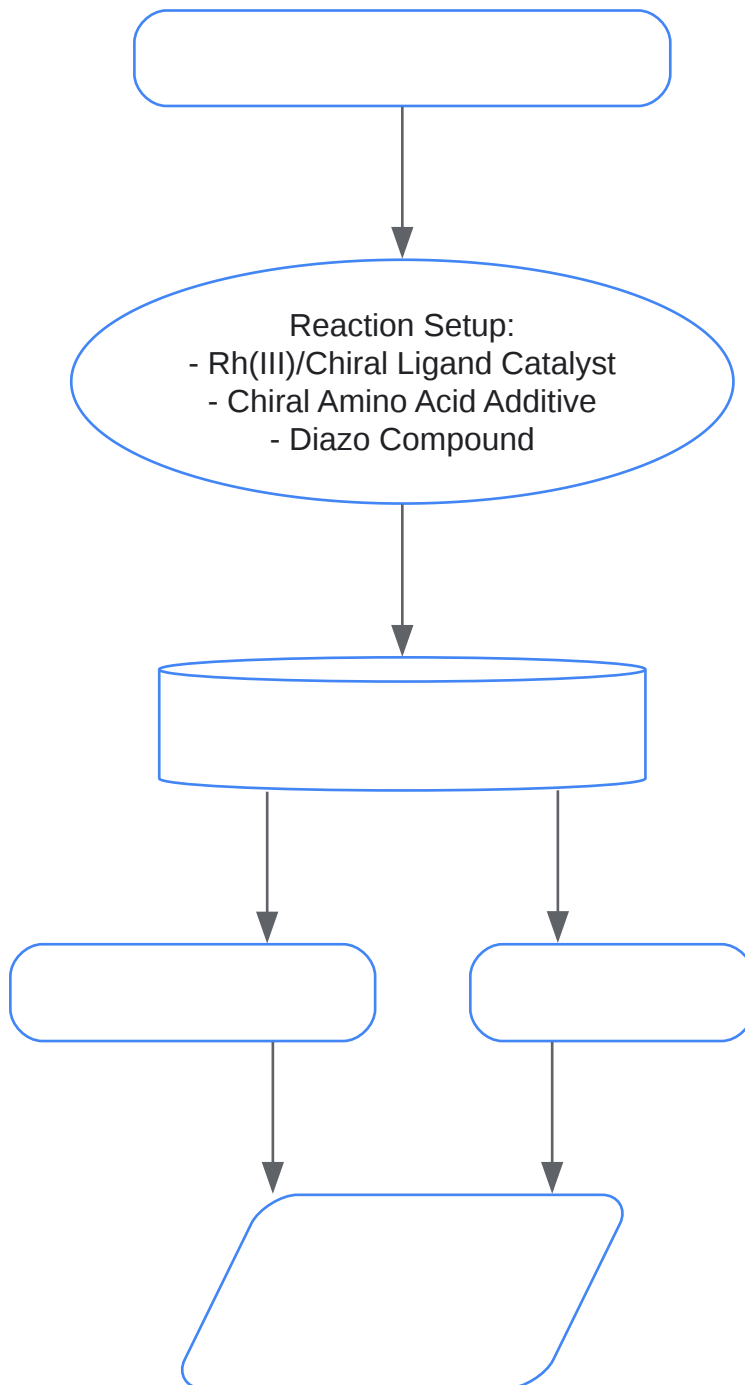 Reaction Setup:
- Rh(III)/Chiral Ligand Catalyst
- Chiral Amino Acid Additive
- Diazo Compound